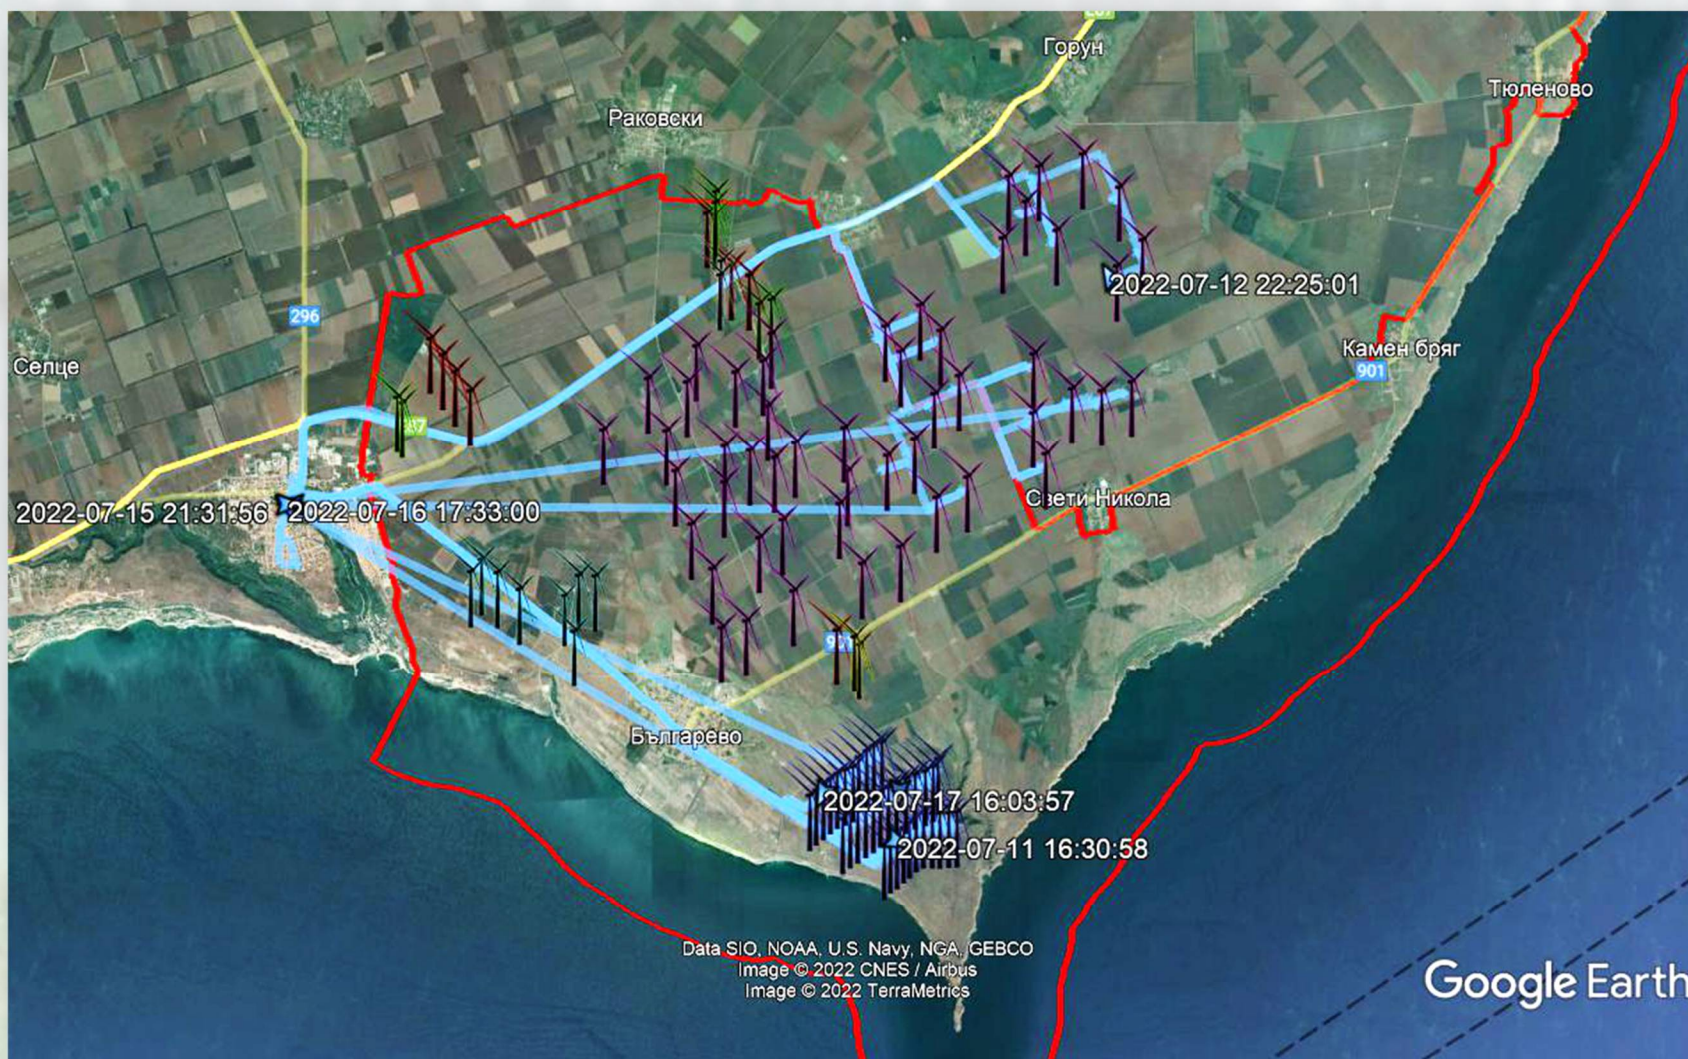 Горун
Тюленово
Раковски
2022-07-12 22:25:01
296
Камен бряг
Селце
901
Свети Никола
2022-07-15 21:31:56
2022-07-16 17:33:00
Българево
2022-07-17 16:03:57
2022-07-11 16:30:58
Data SIO, NOAA, U.S. Navy, NGA, GEBCO
Image © 2022 CNES / Airbus
Image © 2022 TerraMetrics
Google Earth